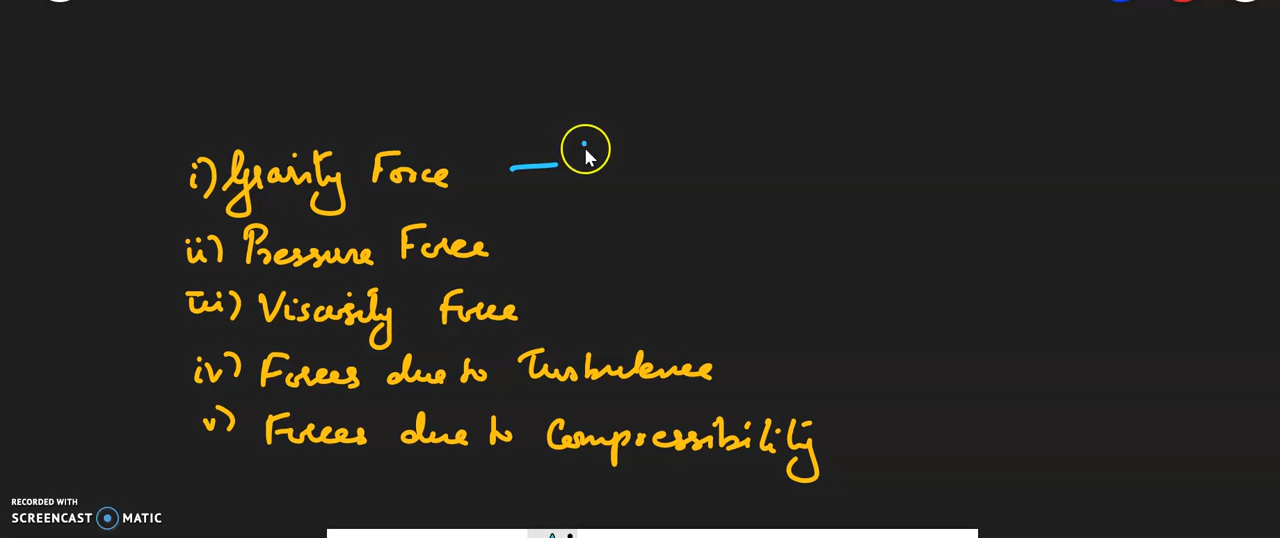 i) Gravity Force —
ii) Pressure Force
iii) Viscosity Force
iv) Forces due to Turbulence
v) Forces due to Compressibility
RECORDED WITH
SCREENCAST MATIC